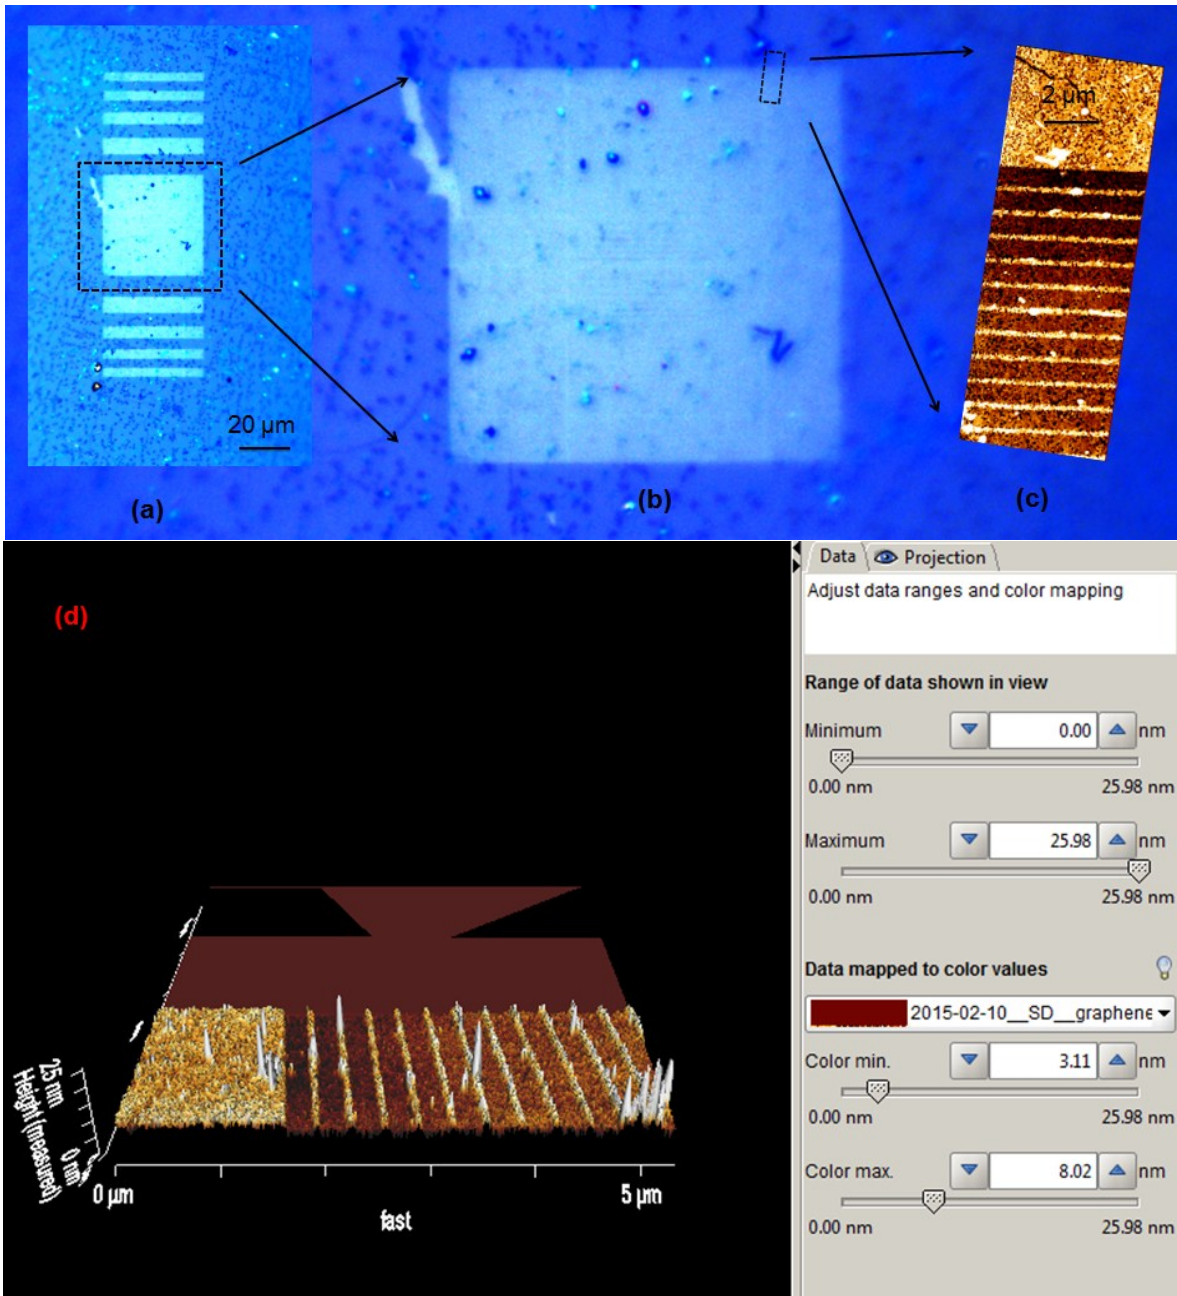 20 µm
2 µm
(a)
(b)
(c)
(d)
25 nm
0 nm
Height (measured)
0 µm
5 µm
fast
Data
Projection
Adjust data ranges and color mapping
Range of data shown in view
Minimum
0.00
nm
0.00 nm
25.98 nm
Maximum
25.98
nm
0.00 nm
25.98 nm
Data mapped to color values
2015-02-10__SD__graphene
Color min.
3.11
nm
0.00 nm
25.98 nm
Color max.
8.02
nm
0.00 nm
25.98 nm